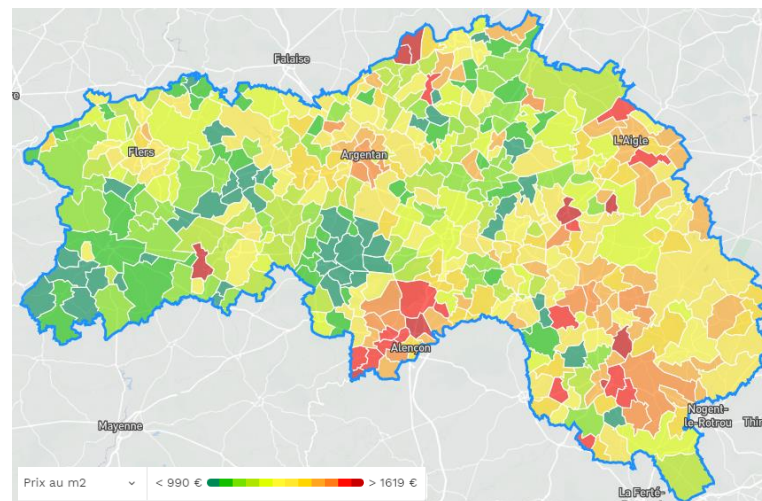 Falaise
L'Aigle
Flers
Argentan
Alençon
Nogent-
le-Rotrou
Mayenne
La Ferté-
Prix au m2
< 990 €
> 1619 €